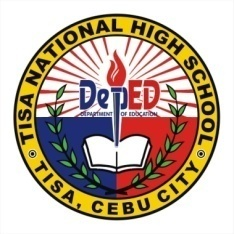 TISA NATIONAL HIGH SCHOOL
DepED
DEPARTMENT OF EDUCATION
TISA, CEBU CITY